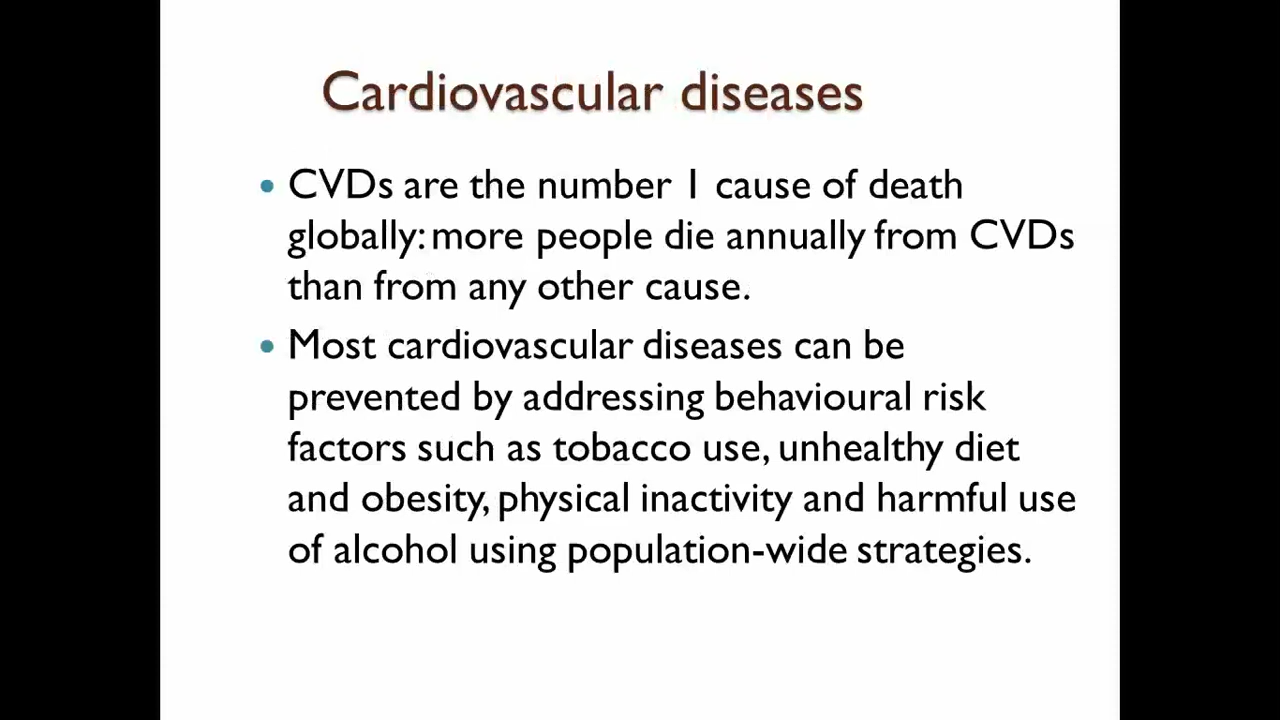 Cardiovascular diseases
• CVDs are the number 1 cause of death
globally: more people die annually from CVDs
than from any other cause.
• Most cardiovascular diseases can be
prevented by addressing behavioural risk
factors such as tobacco use, unhealthy diet
and obesity, physical inactivity and harmful use
of alcohol using population-wide strategies.